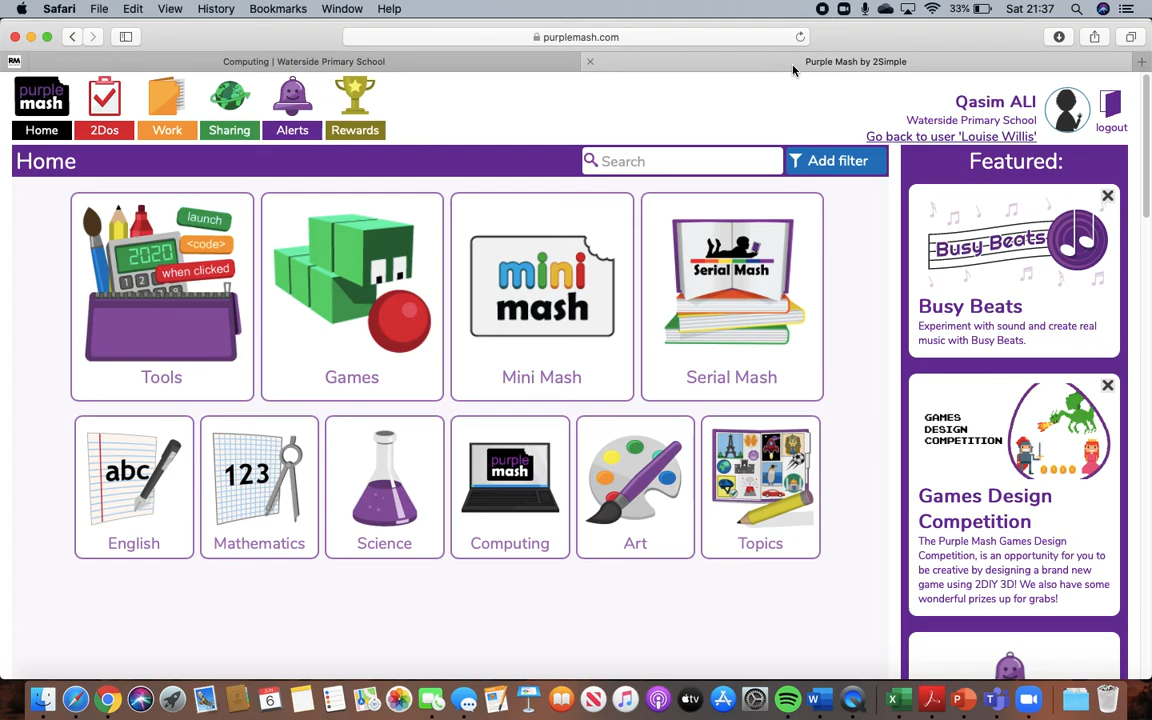 Safari File Edit View History Bookmarks Window Help 33% Sat 21:37
purplemash.com
RM Computing | Waterside Primary School Purple Mash by 2Simple
purple mash
Home 2Dos Work Sharing Alerts Rewards
Qasim ALI
Waterside Primary School
Go back to user 'Louise Willis'
logout
Home Search Add filter
launch
<code>
2020
when clicked
1 2 3
Tools
Games
mini
mash
Mini Mash
Serial Mash
Serial Mash
abc
English
123
Mathematics
Science
purple
mash
Computing
Art
Topics
Featured:
Busy Beats
Busy Beats
Experiment with sound and create real
music with Busy Beats.
GAMES
DESIGN
COMPETITION
Games Design
Competition
The Purple Mash Games Design
Competition, is an opportunity for you to
be creative by designing a brand new
game using 2DIY 3D! We also have some
wonderful prizes up for grabs!
6
tv